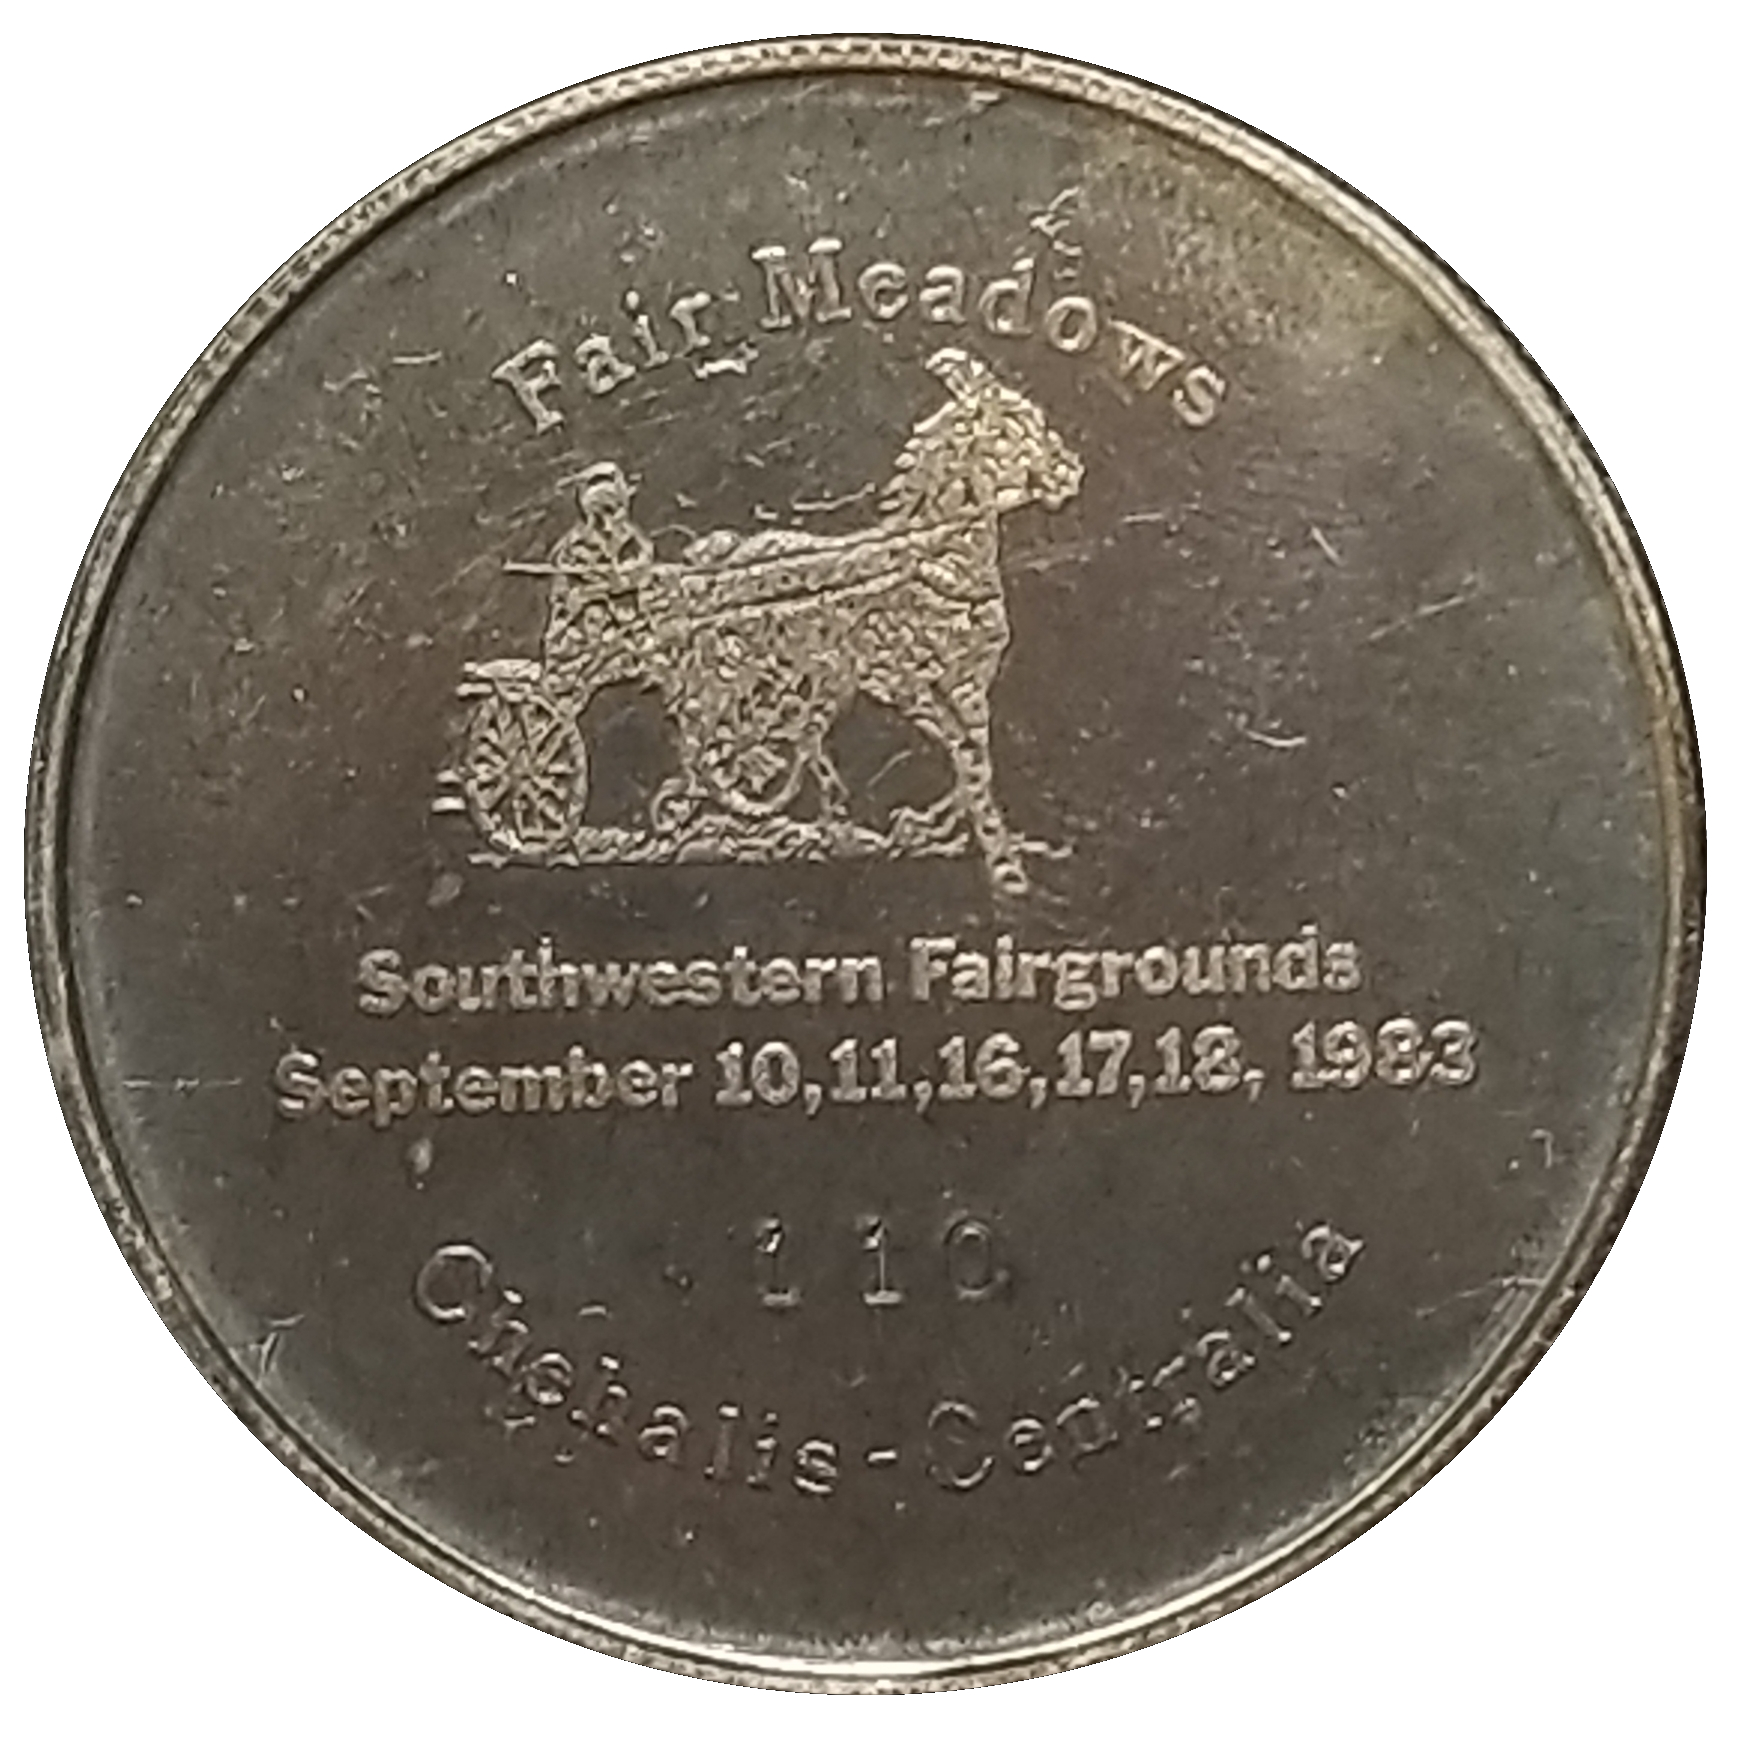 Fair Meadows
Southwestern Fairgrounds
September 10,11,16,17,18, 1983
110
Chehalis-Centralia